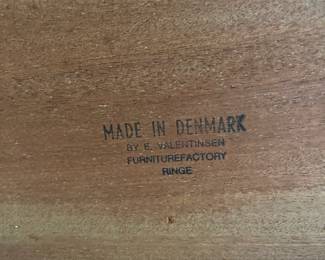 MADE IN DENMARK
BY E. VALENTINSEN
FURNITUREFACTORY
RINGE